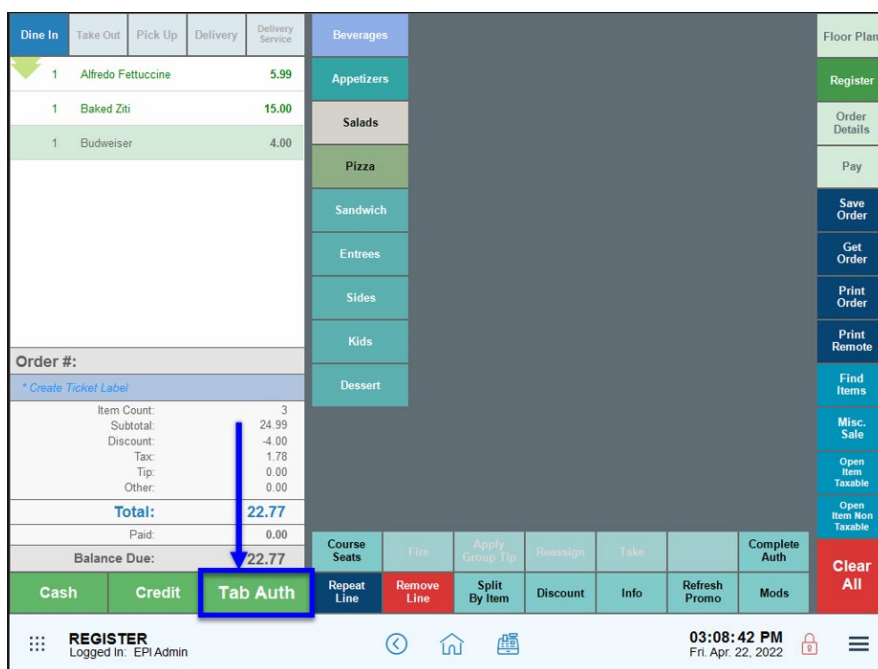 Dine In
Take Out
Pick Up
Delivery
Delivery
Service
1 Alfredo Fettuccine 5.99
1 Baked Ziti 15.00
1 Budweiser 4.00
Order #:
* Create Ticket Label
Item Count: 3
Subtotal: 24.99
Discount: -4.00
Tax: 1.78
Tip: 0.00
Other: 0.00
Total: 22.77
Paid: 0.00
Balance Due: 22.77
Cash
Credit
Tab Auth
Beverages
Appetizers
Salads
Pizza
Sandwich
Entrees
Sides
Kids
Dessert
Course
Seats
Fire
Apply
Group Tip
Reassign
Take
Complete
Auth
Repeat
Line
Remove
Line
Split
By Item
Discount
Info
Refresh
Promo
Mods
Floor Plan
Register
Order
Details
Pay
Save
Order
Get
Order
Print
Order
Print
Remote
Find
Items
Misc.
Sale
Open
Item
Taxable
Open
Item Non
Taxable
Clear
All
REGISTER
Logged In: EPI Admin
03:08:42 PM
Fri. Apr. 22, 2022